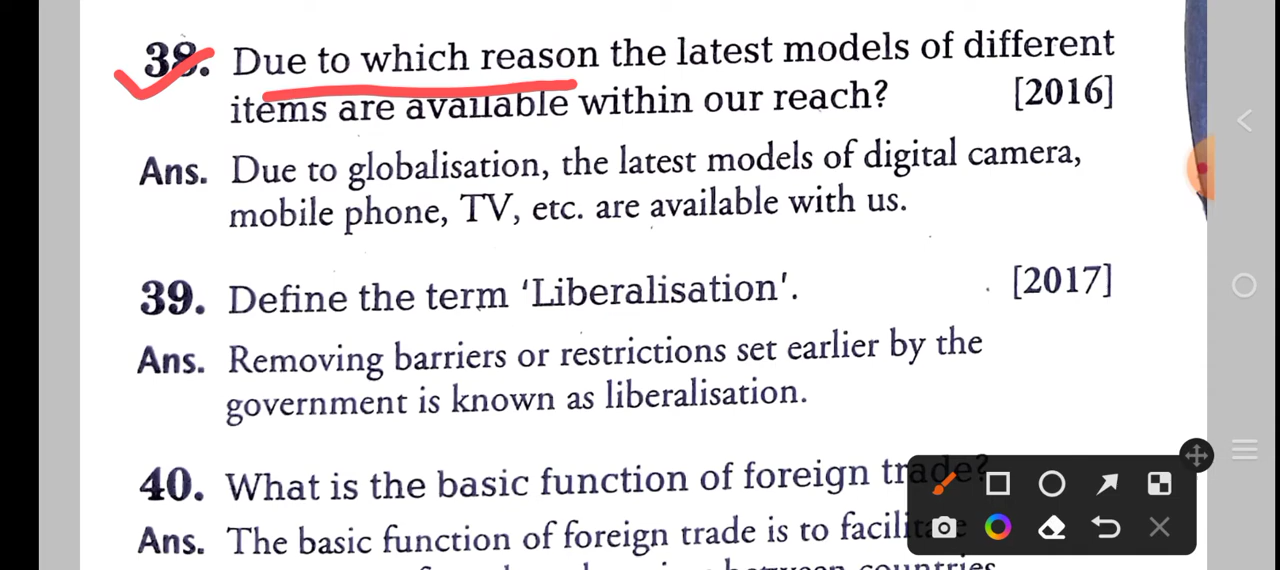 38. Due to which reason the latest models of different
items are available within our reach? [2016]
Ans. Due to globalisation, the latest models of digital camera,
mobile phone, TV, etc. are available with us.
39. Define the term 'Liberalisation'. [2017]
Ans. Removing barriers or restrictions set earlier by the
government is known as liberalisation.
40. What is the basic function of foreign trade?
Ans. The basic function of foreign trade is to facilitate
between countries